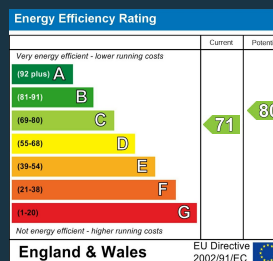 Energy Efficiency Rating
Current
Very energy efficient - lower running costs
(92 plus) A
(81-91) B
(69-80) C
71
(55-68) D
(39-54) E
(21-38) F
(1-20) G
Not energy efficient - higher running costs
England & Wales
EU Directive
2002/91/EC